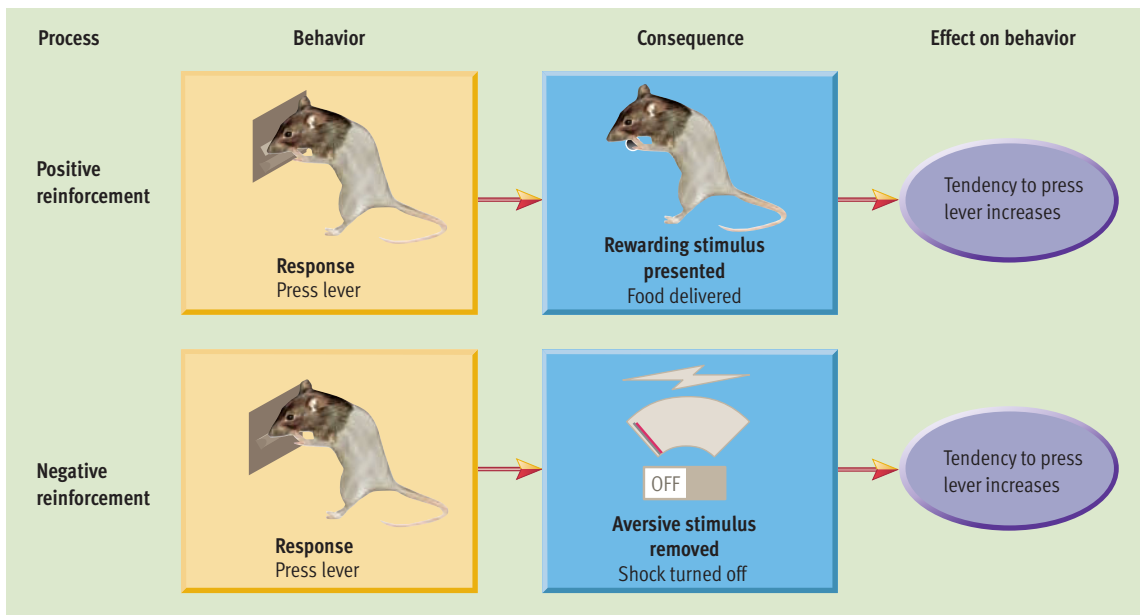 Process
Behavior
Consequence
Effect on behavior
Positive
reinforcement
Response
Press lever
Rewarding stimulus
presented
Food delivered
Tendency to press
lever increases
Negative
reinforcement
Response
Press lever
OFF
Aversive stimulus
removed
Shock turned off
Tendency to press
lever increases